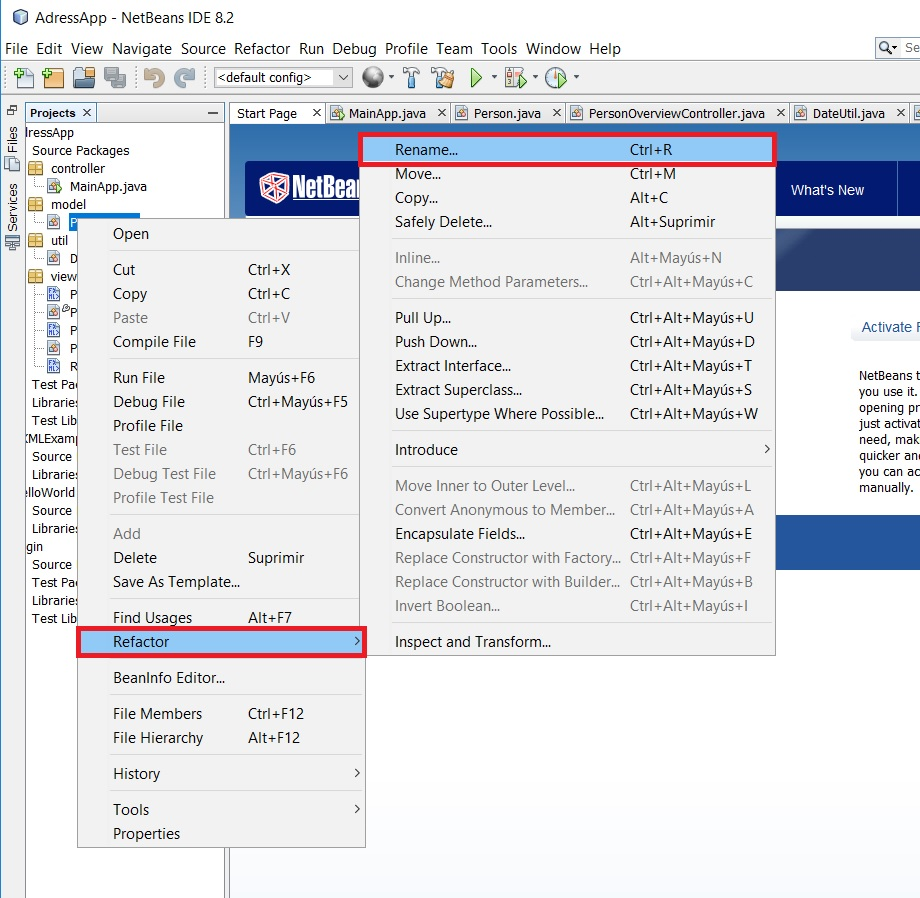 AdressApp - NetBeans IDE 8.2
File Edit View Navigate Source Refactor Run Debug Profile Team Tools Window Help
<default config>
Se
Files
Services
Projects
Start Page
MainApp.java
Person.java
PersonOverviewController.java
DateUtil.java
dressApp
Source Packages
controller
MainApp.java
model
P
util
D
view
P
P
P
P
R
Test Pac
Libraries
Test Lib
XMLExamp
Source
Libraries
elloWorld
Source
Libraries
gin
Source
Test Pac
Libraries
Test Lib
Open
Cut Ctrl+X
Copy Ctrl+C
Paste Ctrl+V
Compile File F9
Run File Mayús+F6
Debug File Ctrl+Mayús+F5
Profile File
Test File Ctrl+F6
Debug Test File Ctrl+Mayús+F6
Profile Test File
Add
Delete Suprimir
Save As Template...
Find Usages Alt+F7
Refactor
BeanInfo Editor...
File Members Ctrl+F12
File Hierarchy Alt+F12
History
Tools
Properties
Rename... Ctrl+R
Move... Ctrl+M
Copy... Alt+C
Safely Delete... Alt+Suprimir
Inline... Alt+Mayús+N
Change Method Parameters... Ctrl+Alt+Mayús+C
Pull Up... Ctrl+Alt+Mayús+U
Push Down... Ctrl+Alt+Mayús+D
Extract Interface... Ctrl+Alt+Mayús+T
Extract Superclass... Ctrl+Alt+Mayús+S
Use Supertype Where Possible... Ctrl+Alt+Mayús+W
Introduce
Move Inner to Outer Level... Ctrl+Alt+Mayús+L
Convert Anonymous to Member... Ctrl+Alt+Mayús+A
Encapsulate Fields... Ctrl+Alt+Mayús+E
Replace Constructor with Factory... Ctrl+Alt+Mayús+F
Replace Constructor with Builder... Ctrl+Alt+Mayús+B
Invert Boolean... Ctrl+Alt+Mayús+I
Inspect and Transform...
NetBea
What's New
Activate F
NetBeans t
you use it.
opening pr
just activat
need, mak
quicker and
you can ac
manually.